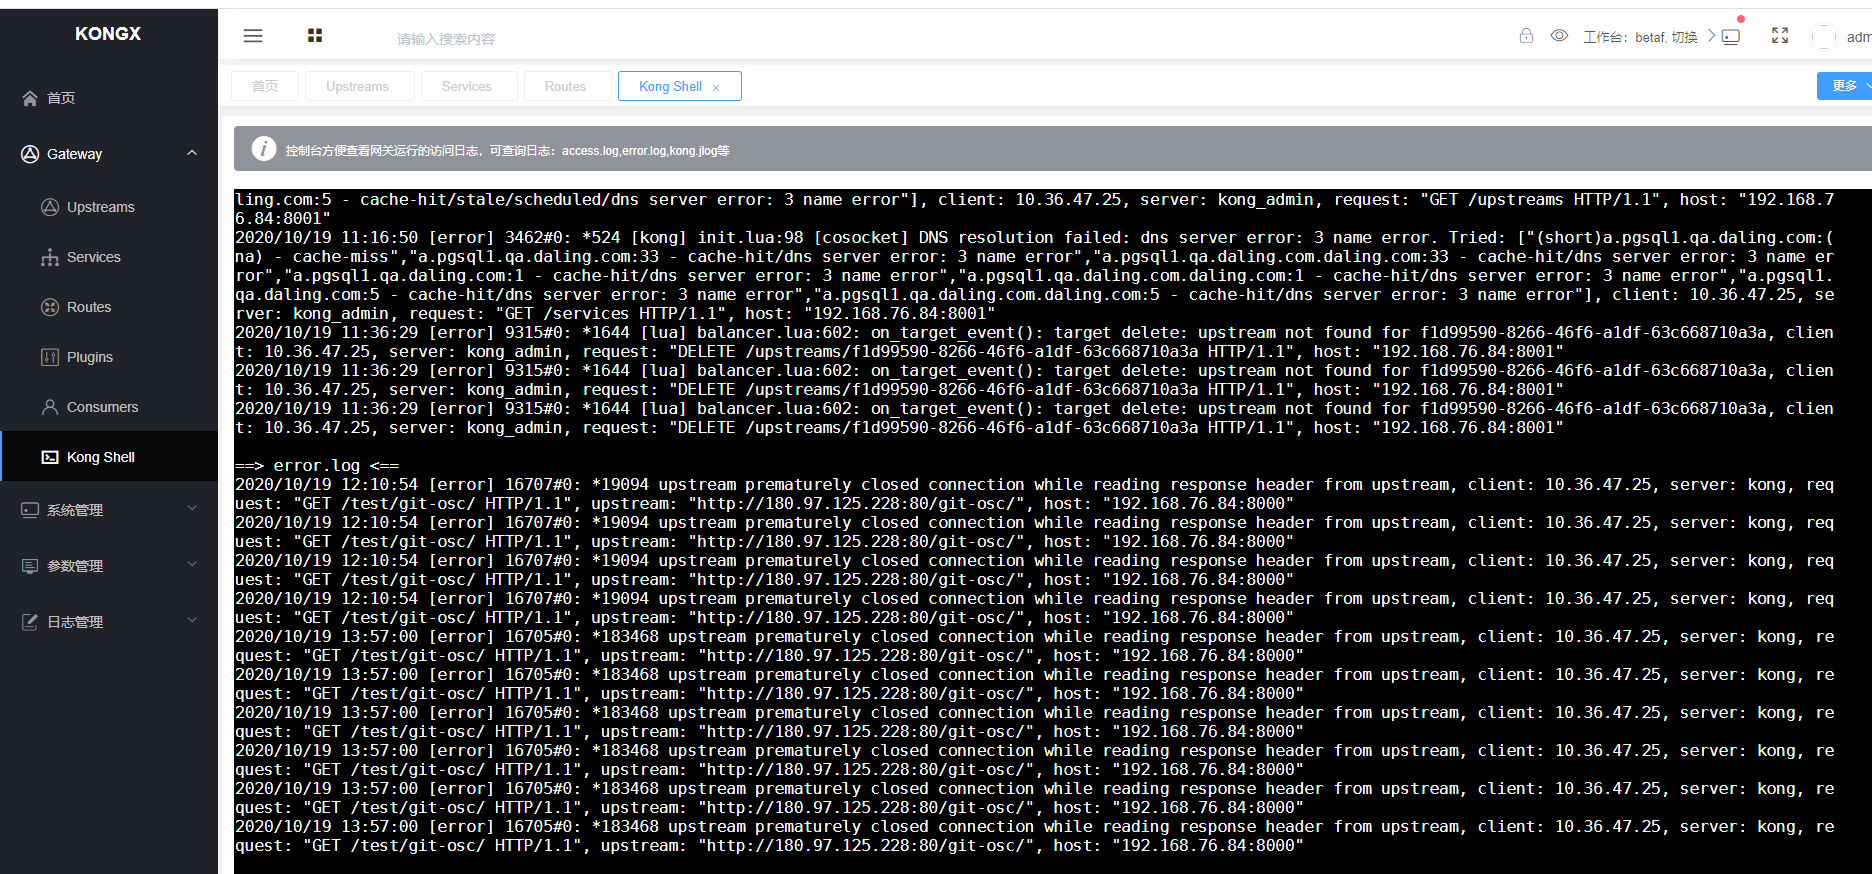 KONGX
请输入搜索内容
工作台：betaf, 切换
adm
首页
Upstreams
Services
Routes
Kong Shell ×
更多
首页
Gateway
Upstreams
Services
Routes
Plugins
Consumers
Kong Shell
系统管理
参数管理
日志管理
控制台方便查看网关运行的访问日志，可查询日志：access.log,error.log,kong.jlog等
ling.com:5 - cache-hit/stale/scheduled/dns server error: 3 name error"], client: 10.36.47.25, server: kong_admin, request: "GET /upstreams HTTP/1.1", host: "192.168.7
6.84:8001"
2020/10/19 11:16:50 [error] 3462#0: *524 [kong] init.lua:98 [cosocket] DNS resolution failed: dns server error: 3 name error. Tried: ["(short)a.pgsql1.qa.daling.com:(
na) - cache-miss","a.pgsql1.qa.daling.com:33 - cache-hit/dns server error: 3 name error","a.pgsql1.qa.daling.com.daling.com:33 - cache-hit/dns server error: 3 name er
ror","a.pgsql1.qa.daling.com:1 - cache-hit/dns server error: 3 name error","a.pgsql1.qa.daling.com.daling.com:1 - cache-hit/dns server error: 3 name error","a.pgsql1.
qa.daling.com:5 - cache-hit/dns server error: 3 name error","a.pgsql1.qa.daling.com.daling.com:5 - cache-hit/dns server error: 3 name error"], client: 10.36.47.25, se
rver: kong_admin, request: "GET /services HTTP/1.1", host: "192.168.76.84:8001"
2020/10/19 11:36:29 [error] 9315#0: *1644 [lua] balancer.lua:602: on_target_event(): target delete: upstream not found for f1d99590-8266-46f6-a1df-63c668710a3a, clien
t: 10.36.47.25, server: kong_admin, request: "DELETE /upstreams/f1d99590-8266-46f6-a1df-63c668710a3a HTTP/1.1", host: "192.168.76.84:8001"
2020/10/19 11:36:29 [error] 9315#0: *1644 [lua] balancer.lua:602: on_target_event(): target delete: upstream not found for f1d99590-8266-46f6-a1df-63c668710a3a, clien
t: 10.36.47.25, server: kong_admin, request: "DELETE /upstreams/f1d99590-8266-46f6-a1df-63c668710a3a HTTP/1.1", host: "192.168.76.84:8001"
2020/10/19 11:36:29 [error] 9315#0: *1644 [lua] balancer.lua:602: on_target_event(): target delete: upstream not found for f1d99590-8266-46f6-a1df-63c668710a3a, clien
t: 10.36.47.25, server: kong_admin, request: "DELETE /upstreams/f1d99590-8266-46f6-a1df-63c668710a3a HTTP/1.1", host: "192.168.76.84:8001"
==> error.log <==
2020/10/19 12:10:54 [error] 16707#0: *19094 upstream prematurely closed connection while reading response header from upstream, client: 10.36.47.25, server: kong, req
uest: "GET /test/git-osc/ HTTP/1.1", upstream: "http://180.97.125.228:80/git-osc/", host: "192.168.76.84:8000"
2020/10/19 12:10:54 [error] 16707#0: *19094 upstream prematurely closed connection while reading response header from upstream, client: 10.36.47.25, server: kong, req
uest: "GET /test/git-osc/ HTTP/1.1", upstream: "http://180.97.125.228:80/git-osc/", host: "192.168.76.84:8000"
2020/10/19 12:10:54 [error] 16707#0: *19094 upstream prematurely closed connection while reading response header from upstream, client: 10.36.47.25, server: kong, req
uest: "GET /test/git-osc/ HTTP/1.1", upstream: "http://180.97.125.228:80/git-osc/", host: "192.168.76.84:8000"
2020/10/19 12:10:54 [error] 16707#0: *19094 upstream prematurely closed connection while reading response header from upstream, client: 10.36.47.25, server: kong, req
uest: "GET /test/git-osc/ HTTP/1.1", upstream: "http://180.97.125.228:80/git-osc/", host: "192.168.76.84:8000"
2020/10/19 13:57:00 [error] 16705#0: *183468 upstream prematurely closed connection while reading response header from upstream, client: 10.36.47.25, server: kong, re
quest: "GET /test/git-osc/ HTTP/1.1", upstream: "http://180.97.125.228:80/git-osc/", host: "192.168.76.84:8000"
2020/10/19 13:57:00 [error] 16705#0: *183468 upstream prematurely closed connection while reading response header from upstream, client: 10.36.47.25, server: kong, re
quest: "GET /test/git-osc/ HTTP/1.1", upstream: "http://180.97.125.228:80/git-osc/", host: "192.168.76.84:8000"
2020/10/19 13:57:00 [error] 16705#0: *183468 upstream prematurely closed connection while reading response header from upstream, client: 10.36.47.25, server: kong, re
quest: "GET /test/git-osc/ HTTP/1.1", upstream: "http://180.97.125.228:80/git-osc/", host: "192.168.76.84:8000"
2020/10/19 13:57:00 [error] 16705#0: *183468 upstream prematurely closed connection while reading response header from upstream, client: 10.36.47.25, server: kong, re
quest: "GET /test/git-osc/ HTTP/1.1", upstream: "http://180.97.125.228:80/git-osc/", host: "192.168.76.84:8000"
2020/10/19 13:57:00 [error] 16705#0: *183468 upstream prematurely closed connection while reading response header from upstream, client: 10.36.47.25, server: kong, re
quest: "GET /test/git-osc/ HTTP/1.1", upstream: "http://180.97.125.228:80/git-osc/", host: "192.168.76.84:8000"
2020/10/19 13:57:00 [error] 16705#0: *183468 upstream prematurely closed connection while reading response header from upstream, client: 10.36.47.25, server: kong, re
quest: "GET /test/git-osc/ HTTP/1.1", upstream: "http://180.97.125.228:80/git-osc/", host: "192.168.76.84:8000"